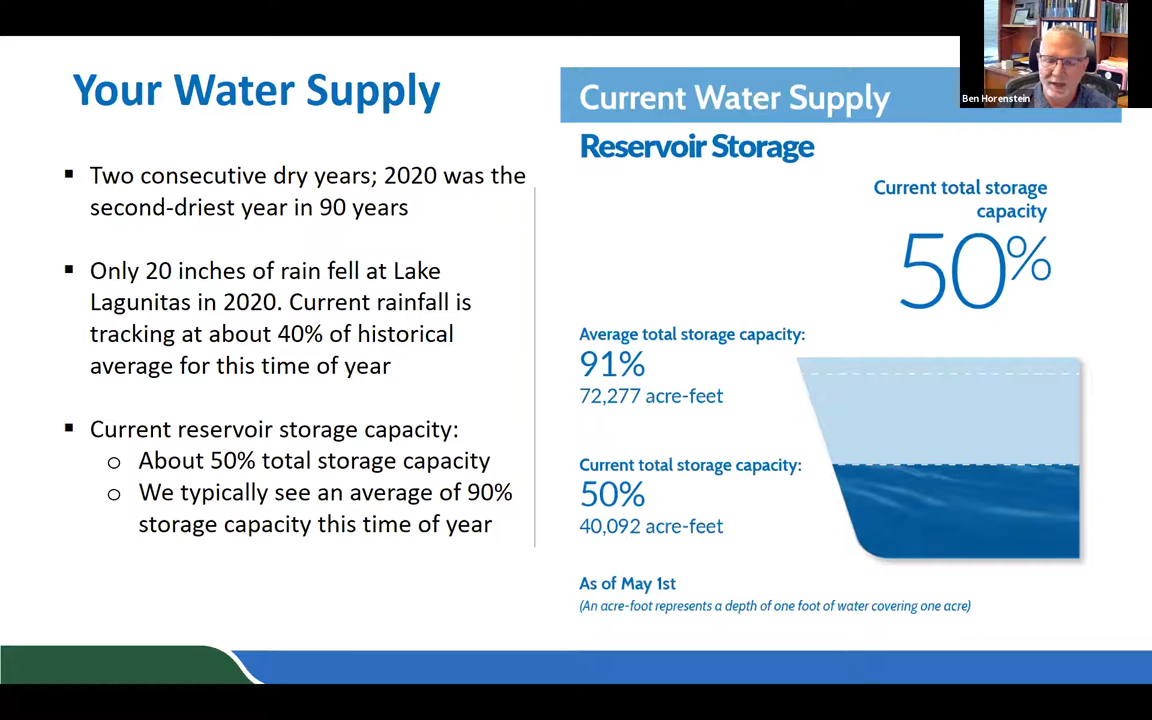 Your Water Supply
▪ Two consecutive dry years; 2020 was the
second-driest year in 90 years
▪ Only 20 inches of rain fell at Lake
Lagunitas in 2020. Current rainfall is
tracking at about 40% of historical
average for this time of year
▪ Current reservoir storage capacity:
o About 50% total storage capacity
o We typically see an average of 90%
storage capacity this time of year
Current Water Supply
Reservoir Storage
Current total storage
capacity
50%
Average total storage capacity:
91%
72,277 acre-feet
Current total storage capacity:
50%
40,092 acre-feet
As of May 1st
(An acre-foot represents a depth of one foot of water covering one acre)
Ben Horenstein